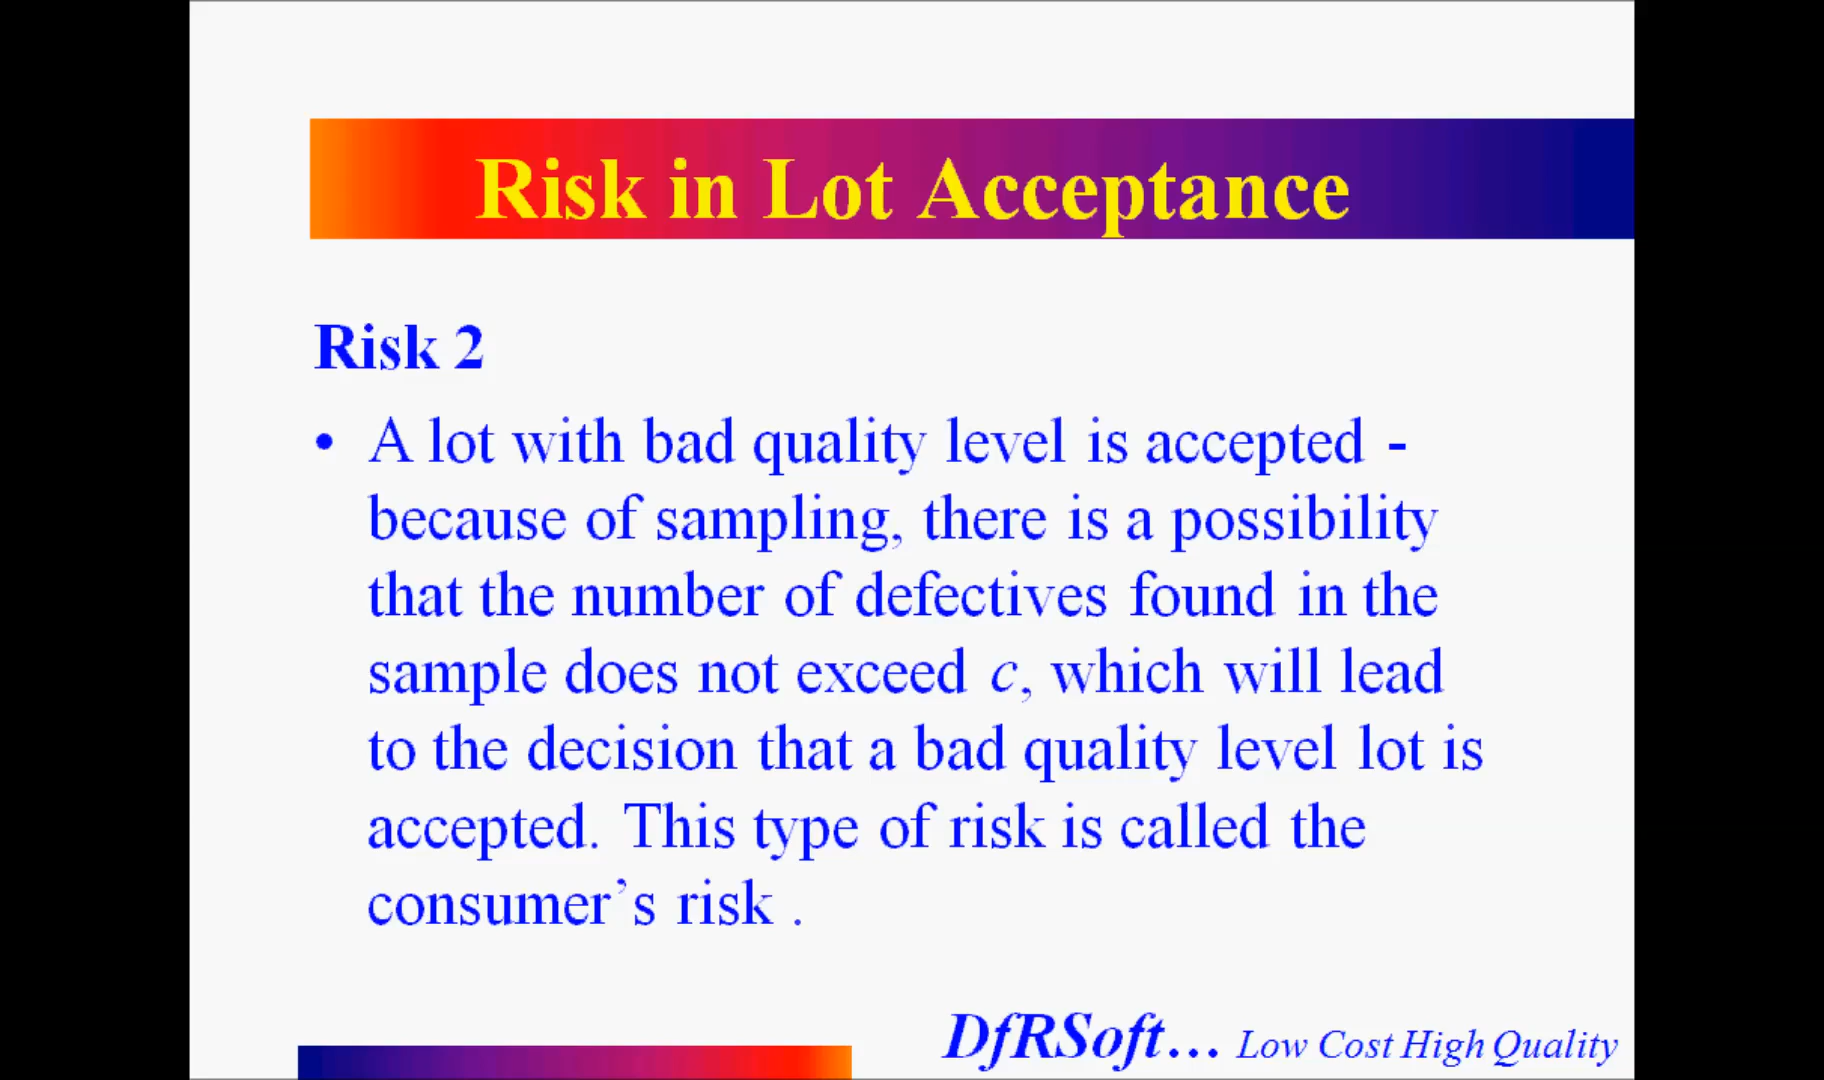 Risk in Lot Acceptance
Risk 2
• A lot with bad quality level is accepted -
because of sampling, there is a possibility
that the number of defectives found in the
sample does not exceed c, which will lead
to the decision that a bad quality level lot is
accepted. This type of risk is called the
consumer’s risk .
DfRSoft... Low Cost High Quality